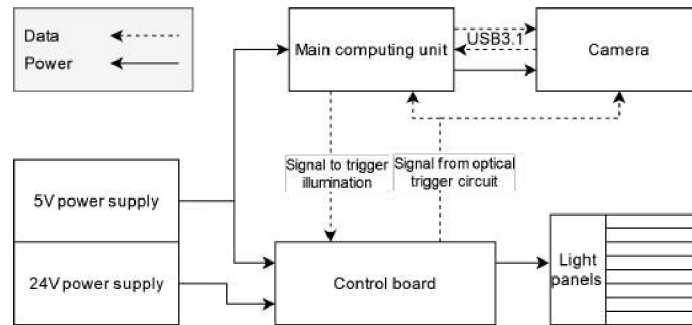 Data
Power
Main computing unit
USB3.1
Camera
Signal to trigger
illumination
Signal from optical
trigger circuit
5V power supply
24V power supply
Control board
Light
panels